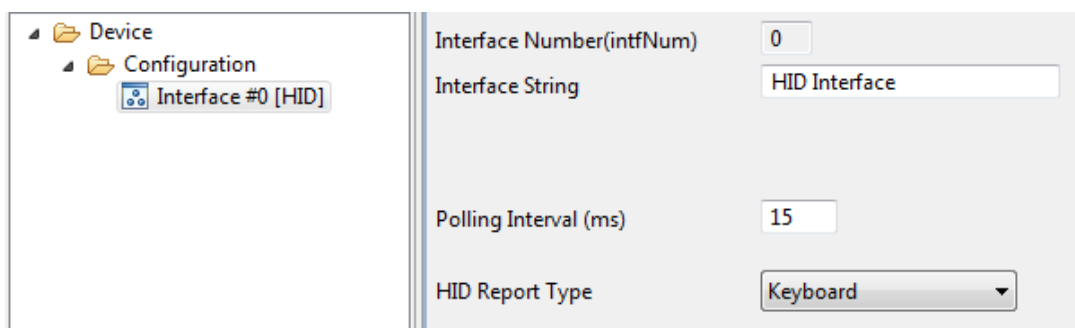 Device
Configuration
Interface #0 [HID]
Interface Number(intfNum) 0
Interface String HID Interface
Polling Interval (ms) 15
HID Report Type Keyboard